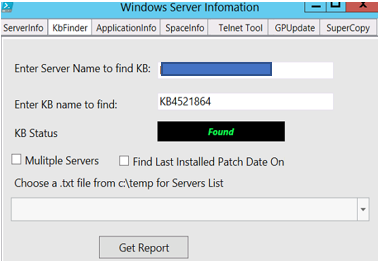 Windows Server Infomation
ServerInfo KbFinder ApplicationInfo SpaceInfo Telnet Tool GPUpdate SuperCopy
Enter Server Name to find KB:
Enter KB name to find: KB4521864
KB Status Found
Mulitple Servers Find Last Installed Patch Date On
Choose a .txt file from c:\temp for Servers List
Get Report